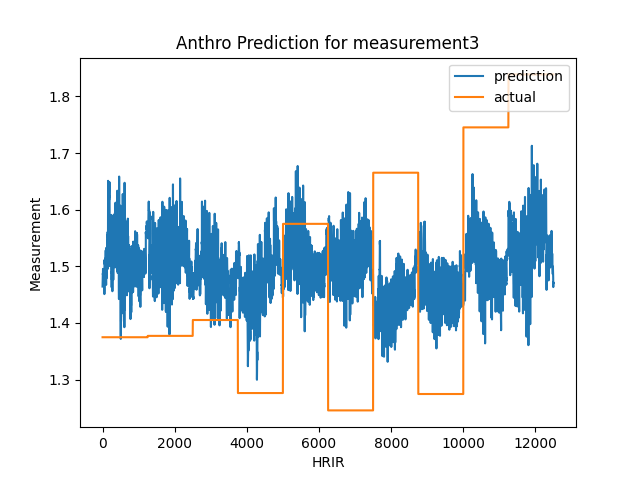 Anthro Prediction for measurement3
prediction
actual
1.8
1.7
1.6
1.5
1.4
1.3
Measurement
0 2000 4000 6000 8000 10000 12000
HRIR